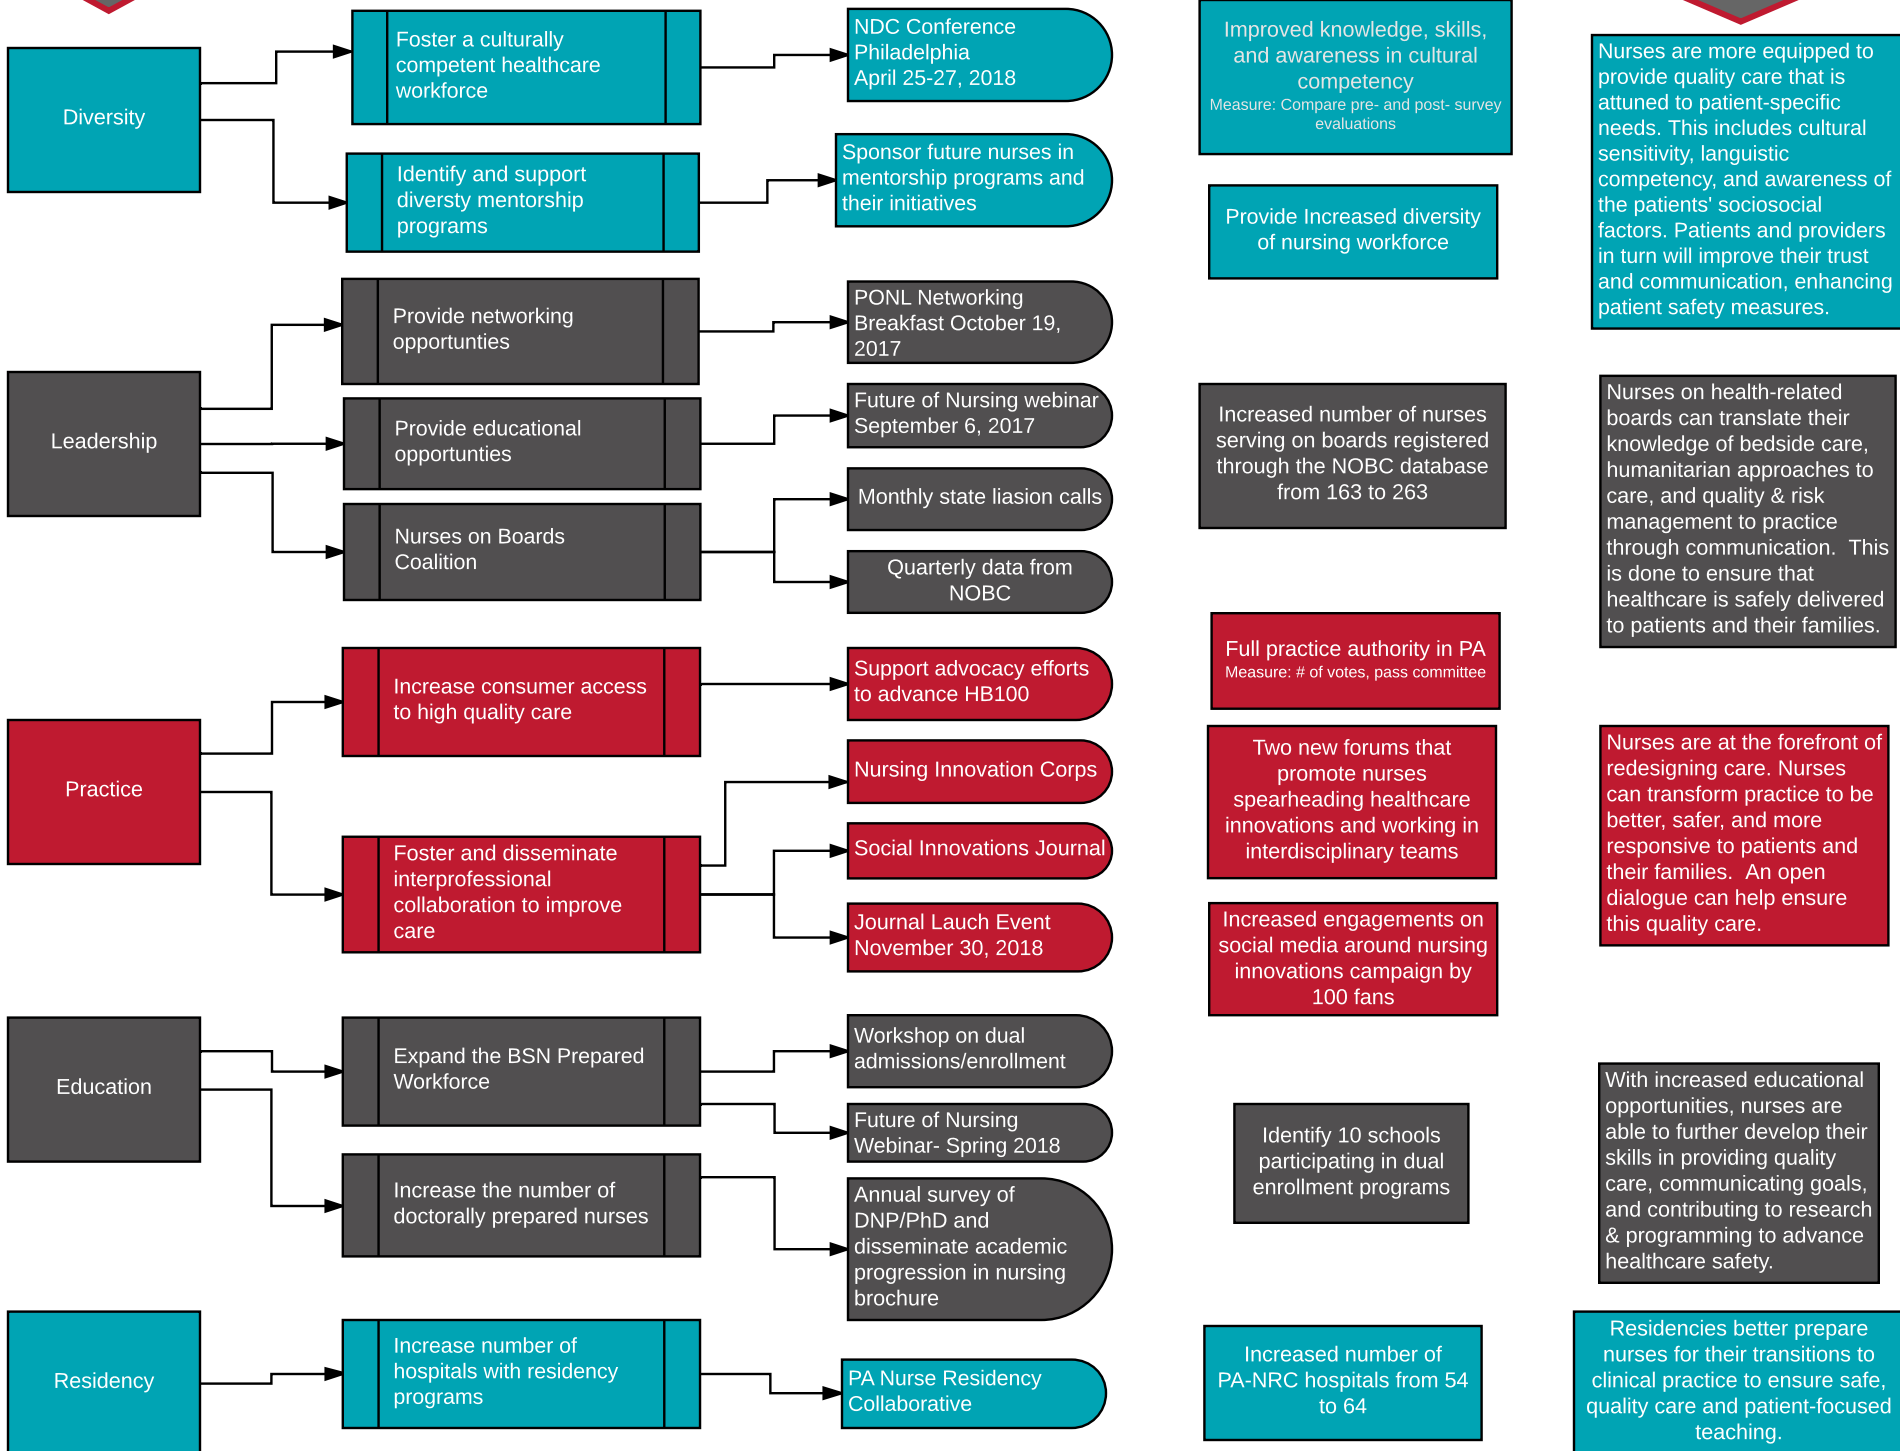 Diversity
Foster a culturally
competent healthcare
workforce
NDC Conference
Philadelphia
April 25-27, 2018
Improved knowledge, skills,
and awareness in cultural
competency
Measure: Compare pre- and post- survey
evaluations
Nurses are more equipped to
provide quality care that is
attuned to patient-specific
needs. This includes cultural
sensitivity, languistic
competency, and awareness of
the patients' sociosocial
factors. Patients and providers
in turn will improve their trust
and communication, enhancing
patient safety measures.
Identify and support
diversty mentorship
programs
Sponsor future nurses in
mentorship programs and
their initiatives
Provide Increased diversity
of nursing workforce
Leadership
Provide networking
opportunties
PONL Networking
Breakfast October 19,
2017
Provide educational
opportunties
Future of Nursing webinar
September 6, 2017
Nurses on Boards
Coalition
Monthly state liasion calls
Quarterly data from
NOBC
Increased number of nurses
serving on boards registered
through the NOBC database
from 163 to 263
Nurses on health-related
boards can translate their
knowledge of bedside care,
humanitarian approaches to
care, and quality & risk
management to practice
through communication.  This
is done to ensure that
healthcare is safely delivered
to patients and their families.
Practice
Increase consumer access
to high quality care
Support advocacy efforts
to advance HB100
Full practice authority in PA
Measure: # of votes, pass committee
Foster and disseminate
interprofessional
collaboration to improve
care
Nursing Innovation Corps
Social Innovations Journal
Journal Lauch Event
November 30, 2018
Two new forums that
promote nurses
spearheading healthcare
innovations and working in
interdisciplinary teams
Increased engagements on
social media around nursing
innovations campaign by
100 fans
Nurses are at the forefront of
redesigning care. Nurses
can transform practice to be
better, safer, and more
responsive to patients and
their families.  An open
dialogue can help ensure
this quality care.
Education
Expand the BSN Prepared
Workforce
Workshop on dual
admissions/enrollment
Future of Nursing
Webinar- Spring 2018
Increase the number of
doctorally prepared nurses
Annual survey of
DNP/PhD and
disseminate academic
progression in nursing
brochure
Identify 10 schools
participating in dual
enrollment programs
With increased educational
opportunities, nurses are
able to further develop their
skills in providing quality
care, communicating goals,
and contributing to research
& programming to advance
healthcare safety.
Residency
Increase number of
hospitals with residency
programs
PA Nurse Residency
Collaborative
Increased number of
PA-NRC hospitals from 54
to 64
Residencies better prepare
nurses for their transitions to
clinical practice to ensure safe,
quality care and patient-focused
teaching.